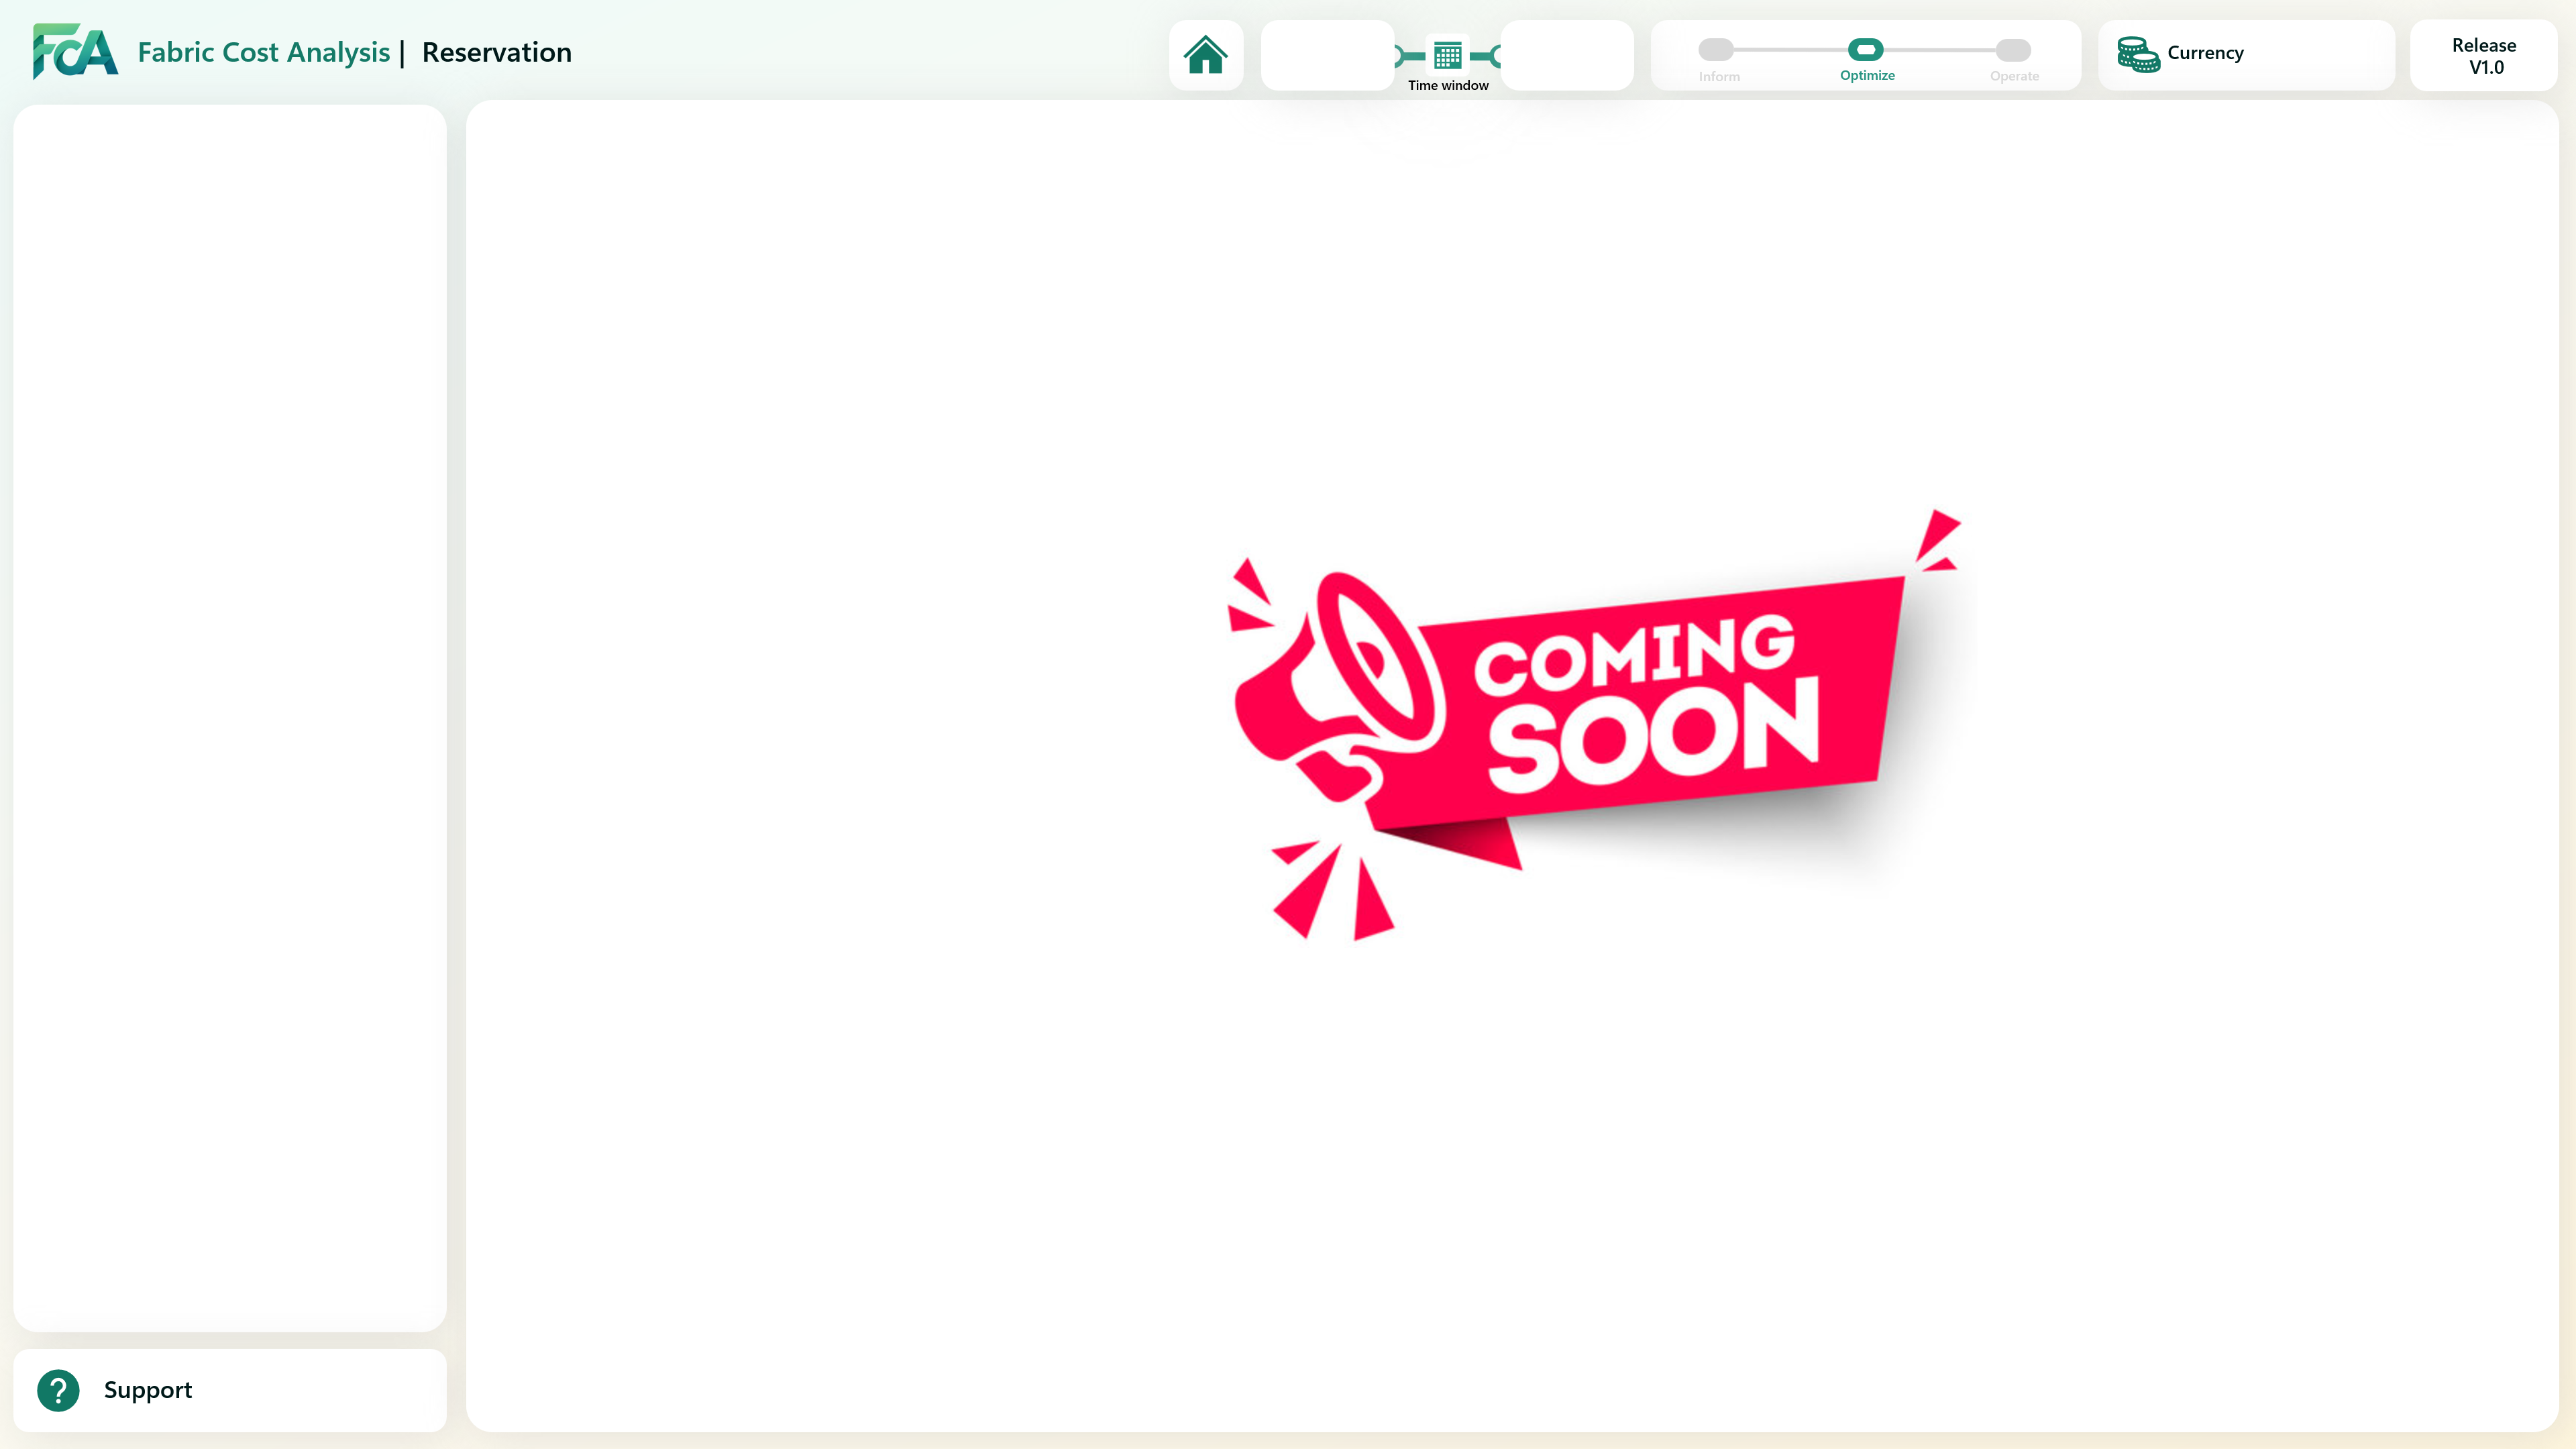 FCA
Fabric Cost Analysis | Reservation
Time window
Inform
Optimize
Operate
Currency
Release
V1.0
COMING
SOON
Support